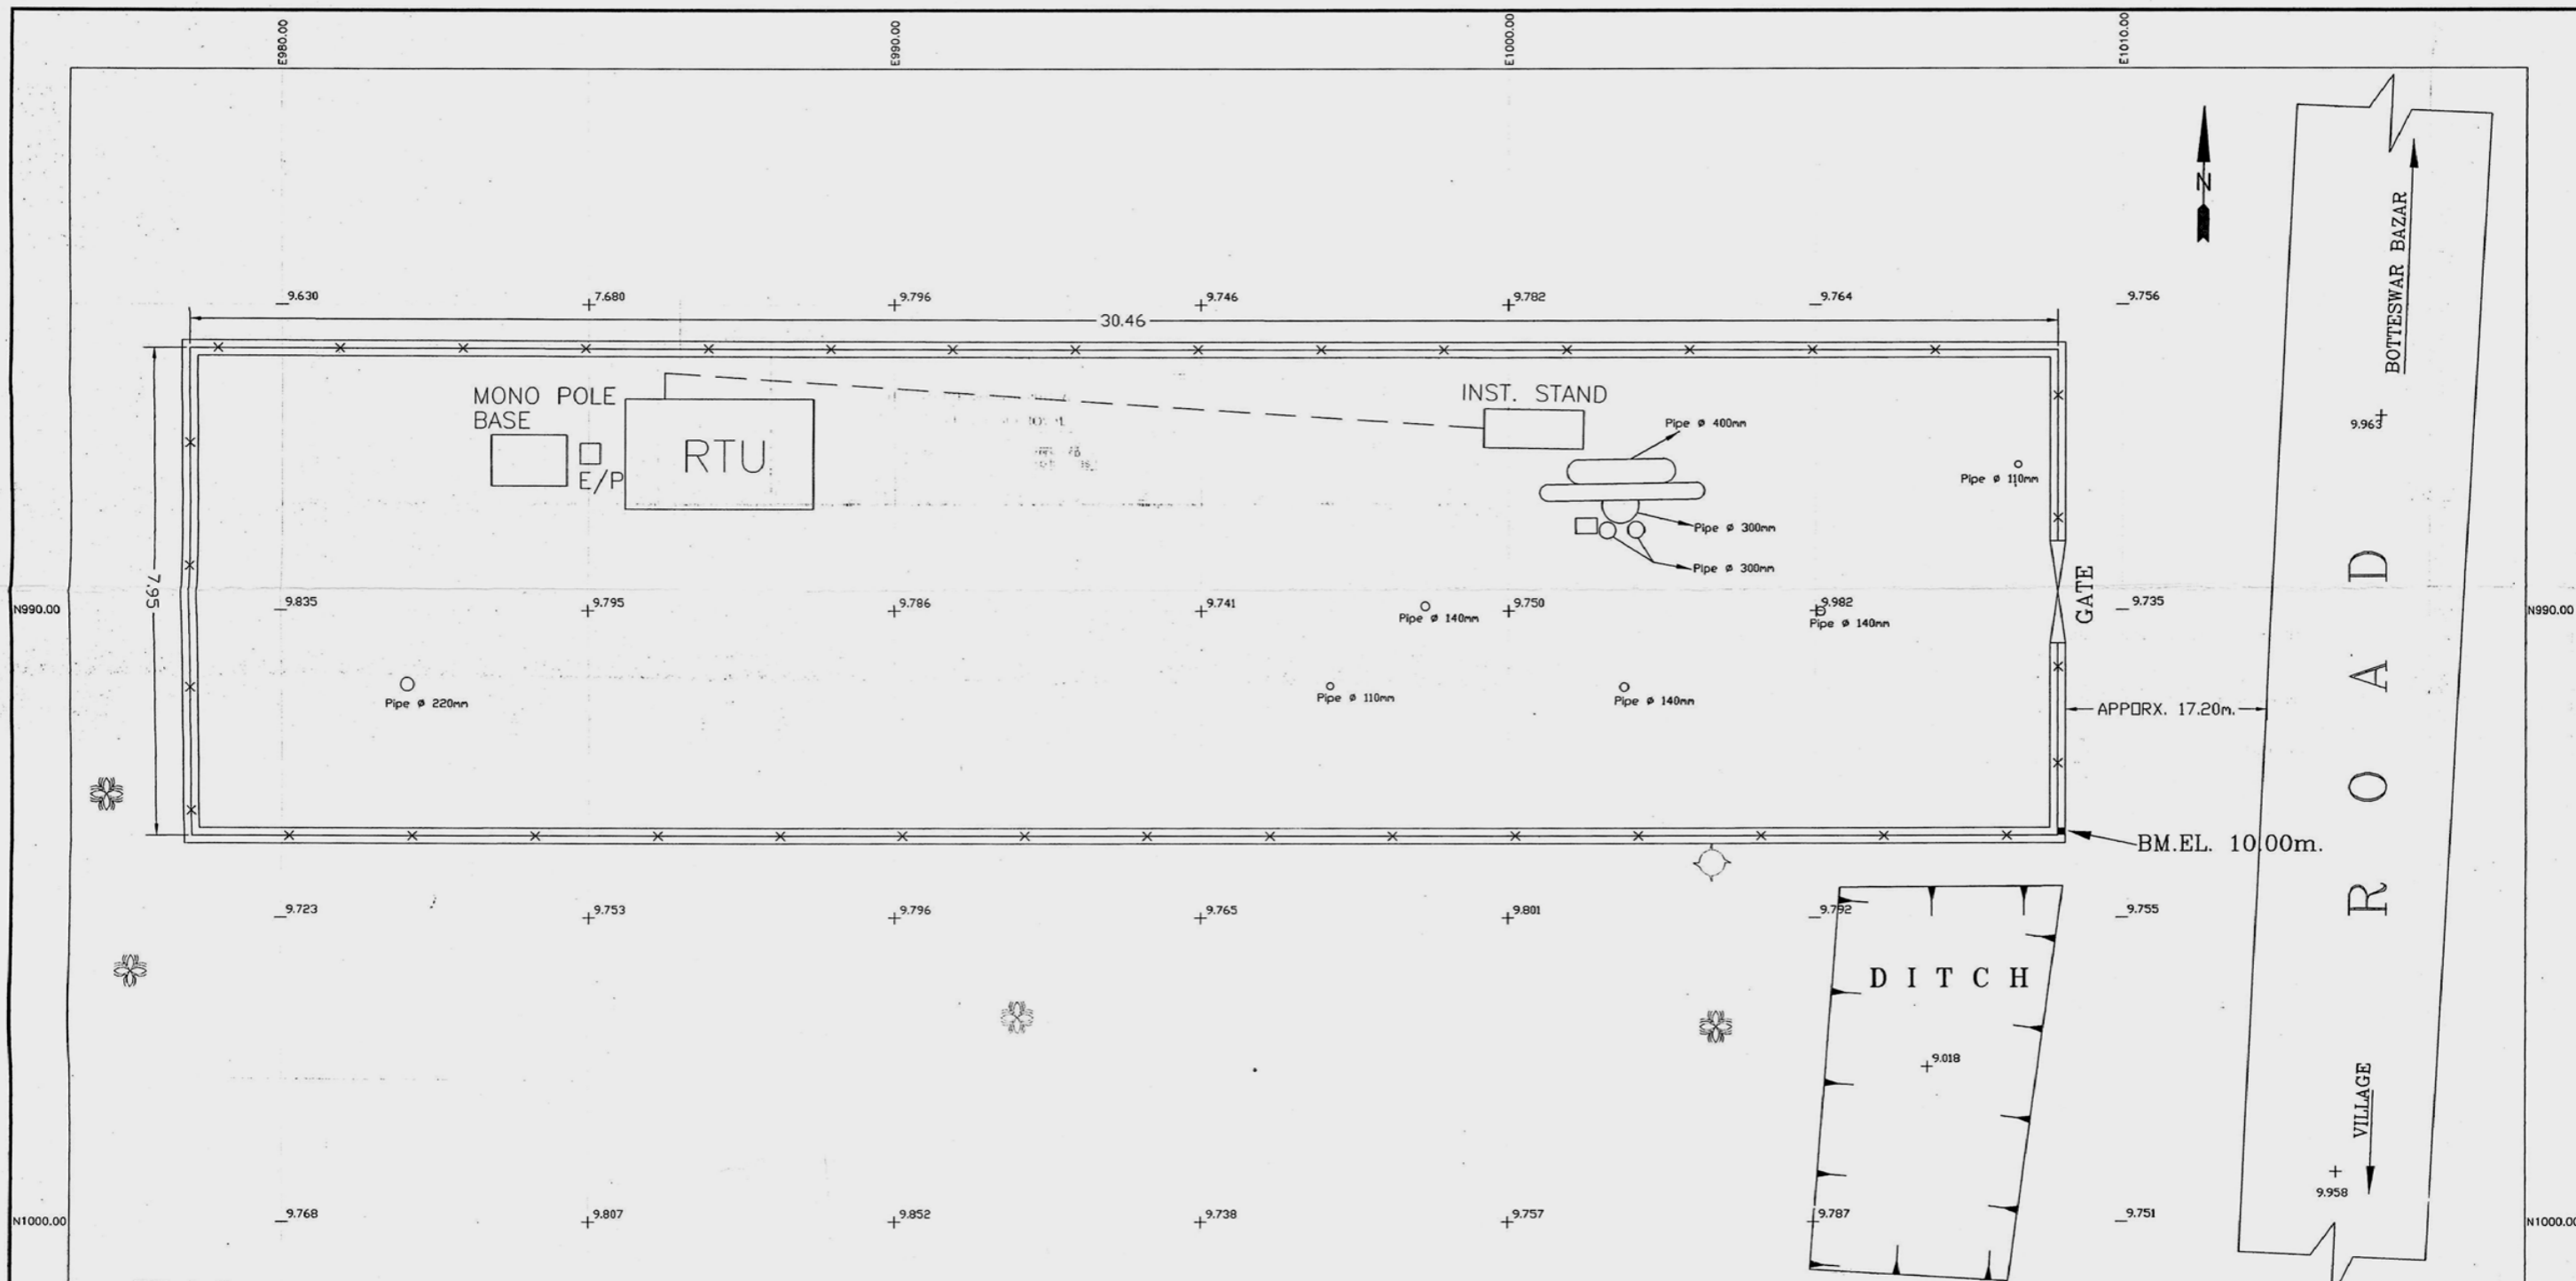 E980.00
E990.00
E1000.00
E1010.00
N
BOTTESWAR BAZAR
9.630
7.680
9.796
9.746
9.782
9.764
9.756
30.46
MONO POLE
BASE
E/P
RTU
INST. STAND
Pipe ø 400mm
9.963
Pipe ø 110mm
Pipe ø 300mm
Pipe ø 300mm
7.95
GATE
ROAD
N990.00
9.835
9.795
9.786
9.741
9.750
9.982
9.735
N990.00
Pipe ø 140mm
Pipe ø 140mm
Pipe ø 220mm
Pipe ø 110mm
Pipe ø 140mm
APPORX. 17.20m.
BM.EL. 10.00m.
9.723
9.753
9.796
9.765
9.801
9.792
9.755
DITCH
9.018
VILLAGE
9.958
N1000.00
9.768
9.807
9.852
9.738
9.757
9.787
9.751
N1000.00